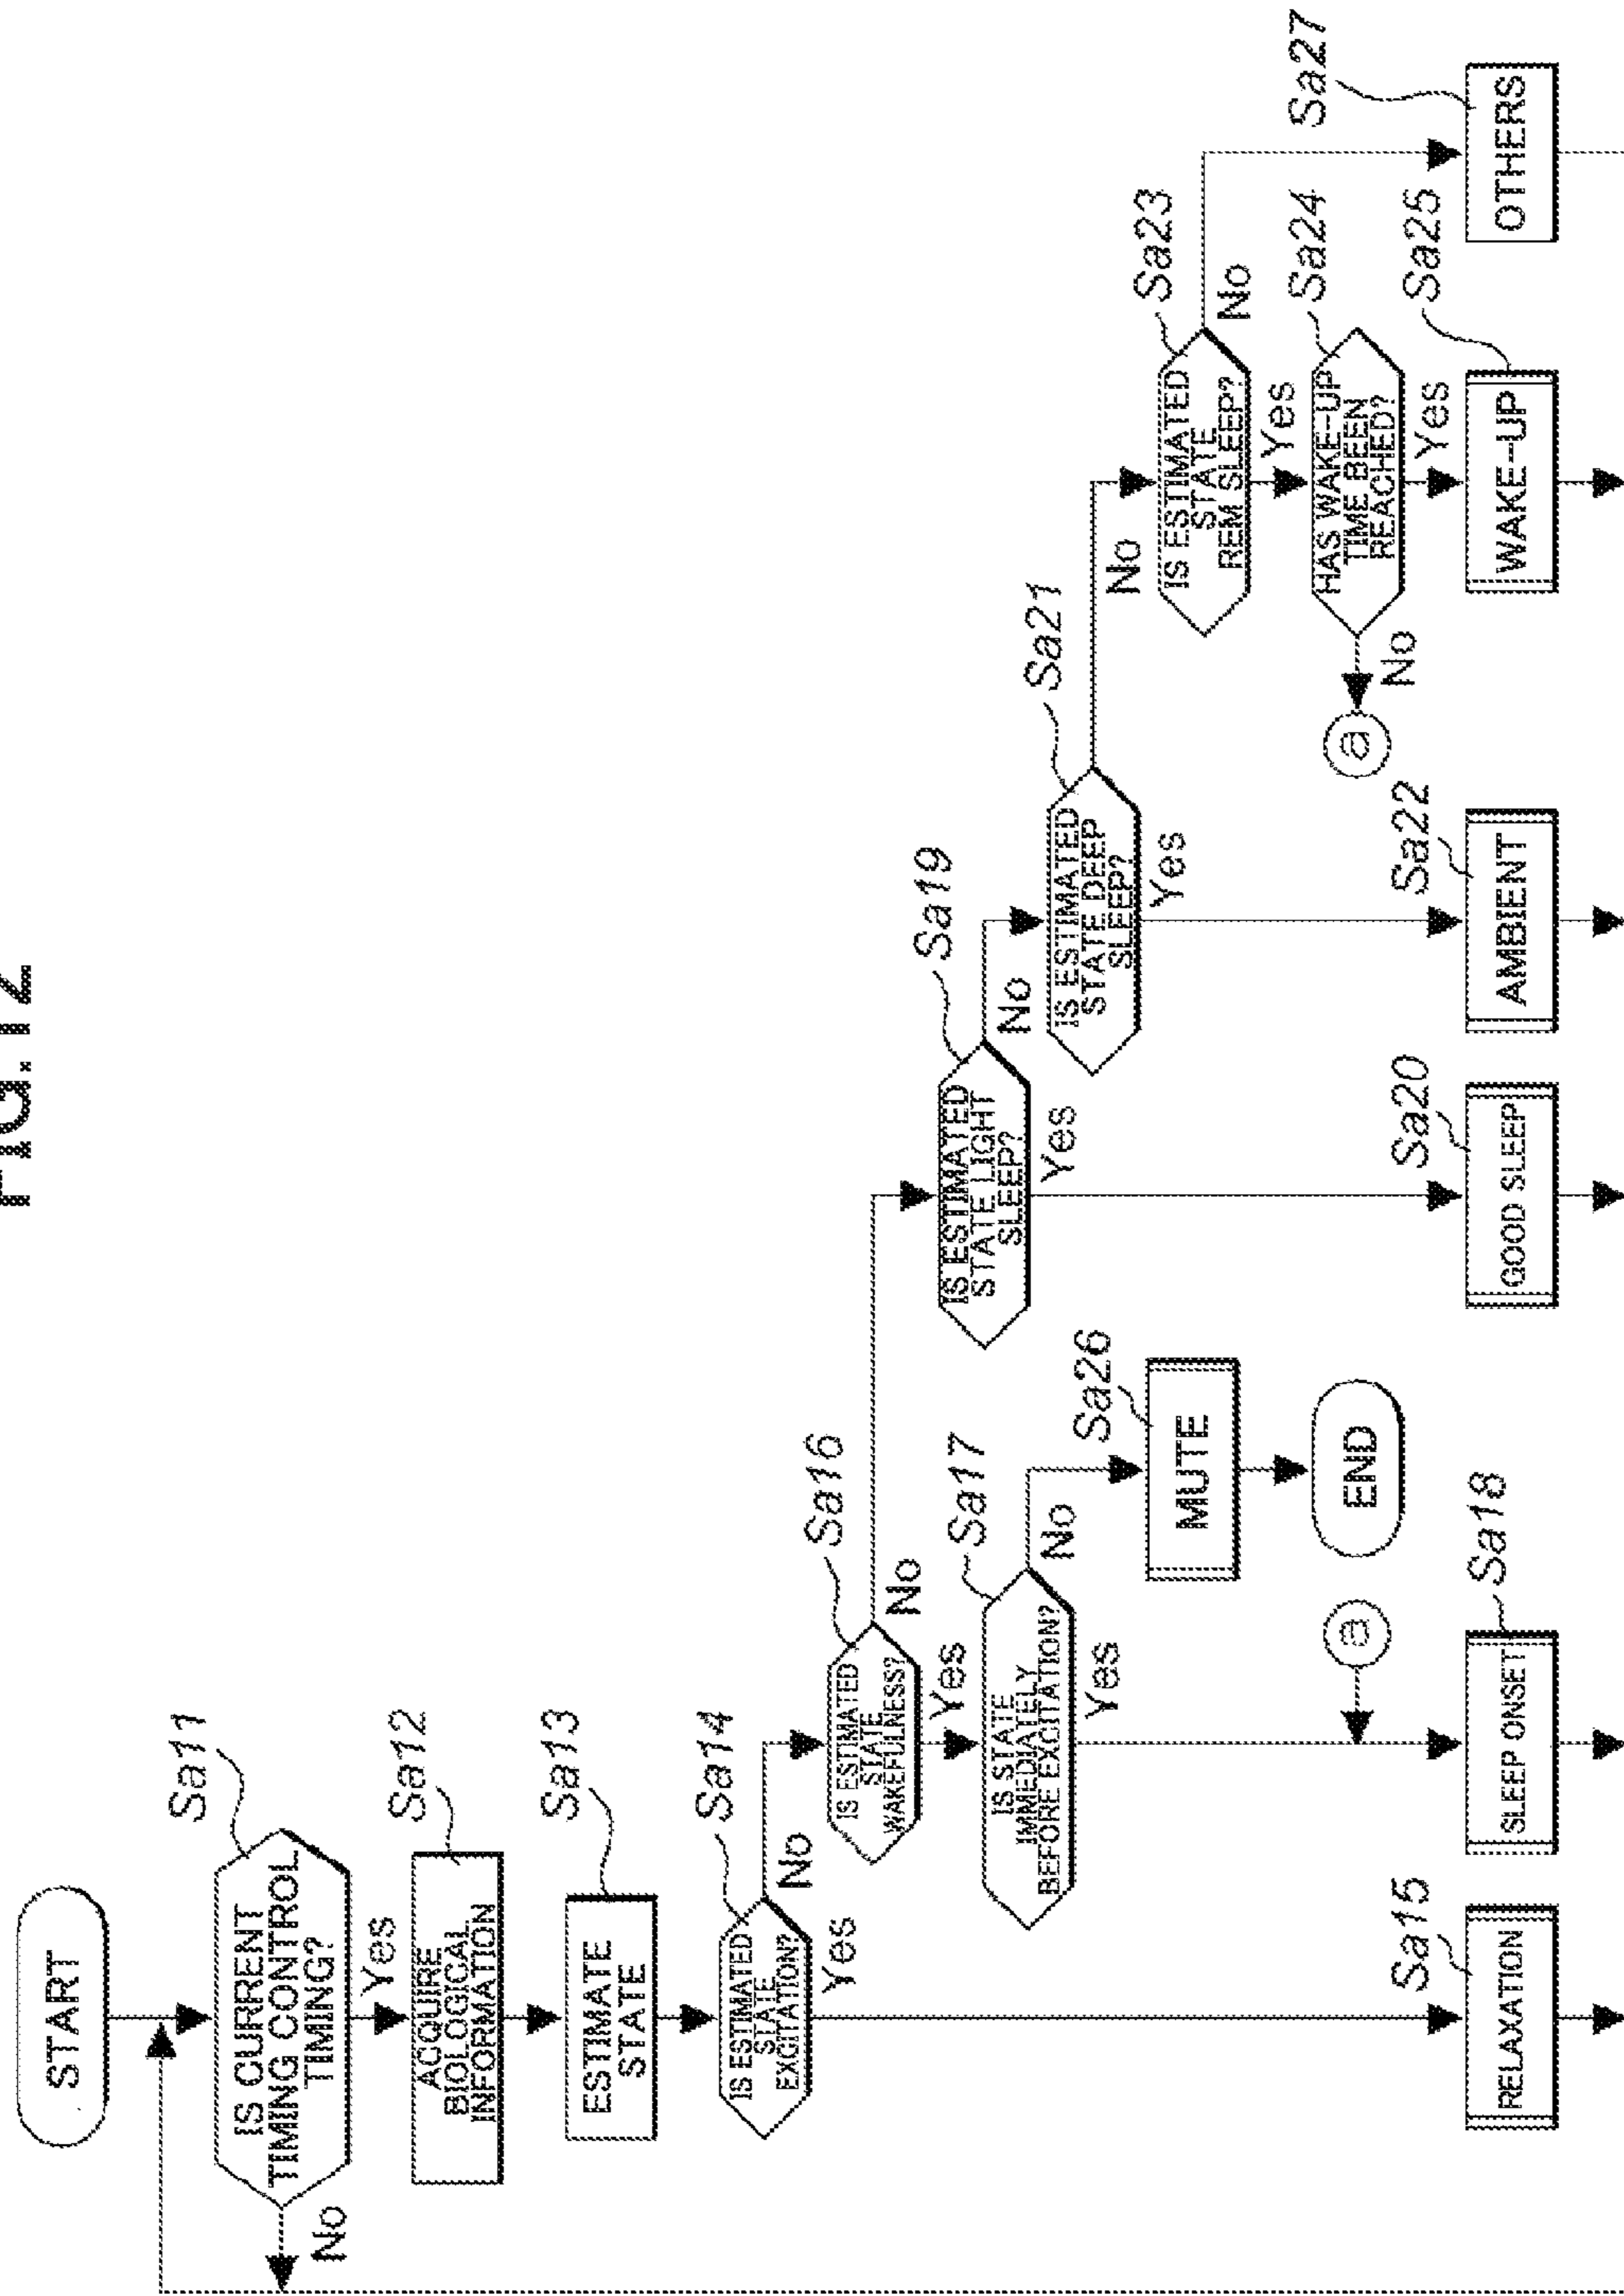 FIG.12
START
IS CURRENT
TIMING CONTROL
TIMING?
Sa11
No
Yes
ACQUIRE
BIOLOGICAL
INFORMATION
Sa12
ESTIMATE
STATE
Sa13
IS ESTIMATED
STATE
EXCITATION?
Sa14
No
Yes
IS ESTIMATED
STATE
WAKEFULLNESS?
Sa16
No
Yes
IS STATE
IMMEDIATELY
BEFORE EXCITATION?
Sa17
No
Yes
IS ESTIMATED
STATE LIGHT
SLEEP?
Sa19
No
Yes
IS ESTIMATED
STATE DEEP
SLEEP?
Sa21
No
Yes
IS ESTIMATED
STATE
REM SLEEP?
Sa23
No
Yes
MUTE
Sa26
END
HAS WAKE-UP
TIME BEEN
REACHED?
Sa24
No
Yes
a
a
RELAXATION
Sa15
SLEEP ONSET
Sa18
GOOD SLEEP
Sa20
AMBIENT
Sa22
WAKE-UP
Sa25
OTHERS
Sa27